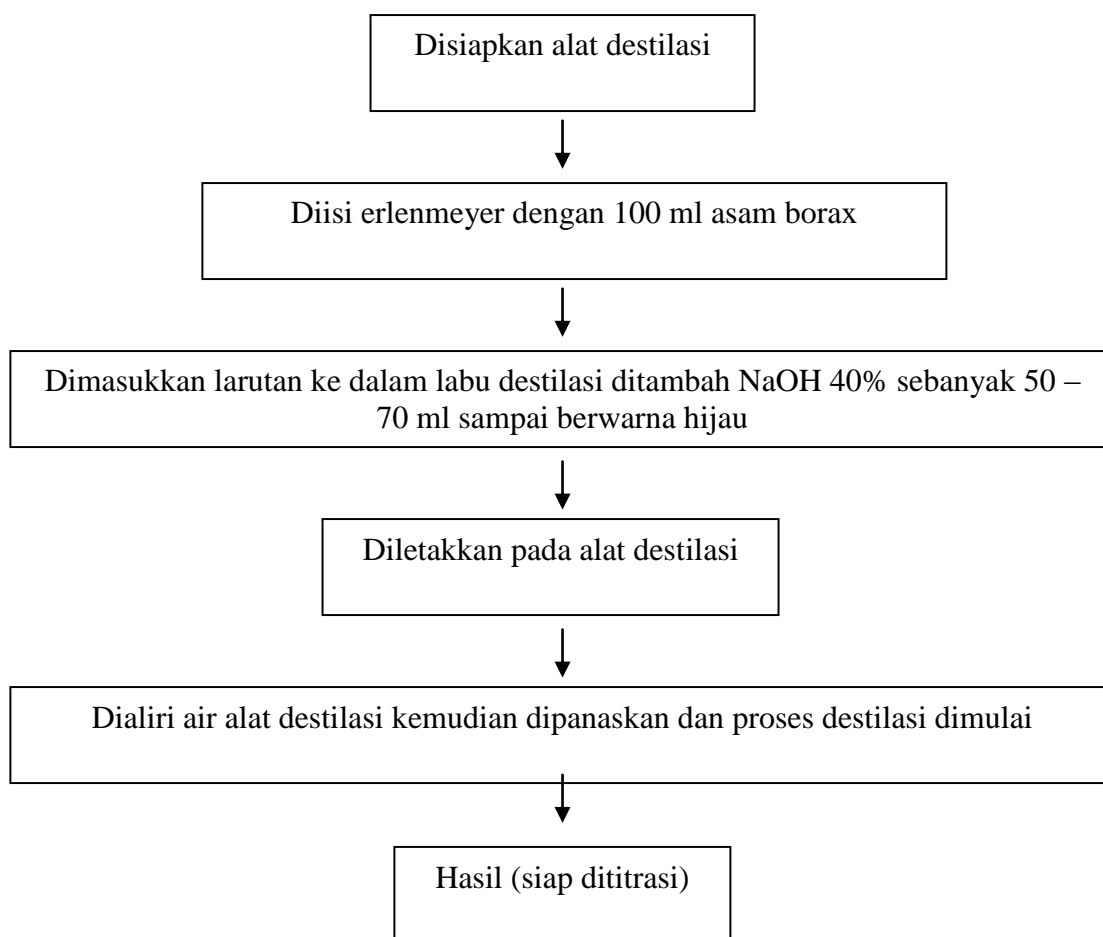 Disiapkan alat destilasi
Diisi erlenmeyer dengan 100 ml asam borax
Dimasukkan larutan ke dalam labu destilasi ditambah NaOH 40% sebanyak 50 –
70 ml sampai berwarna hijau
Diletakkan pada alat destilasi
Dialiri air alat destilasi kemudian dipanaskan dan proses destilasi dimulai
Hasil (siap dititrasi)